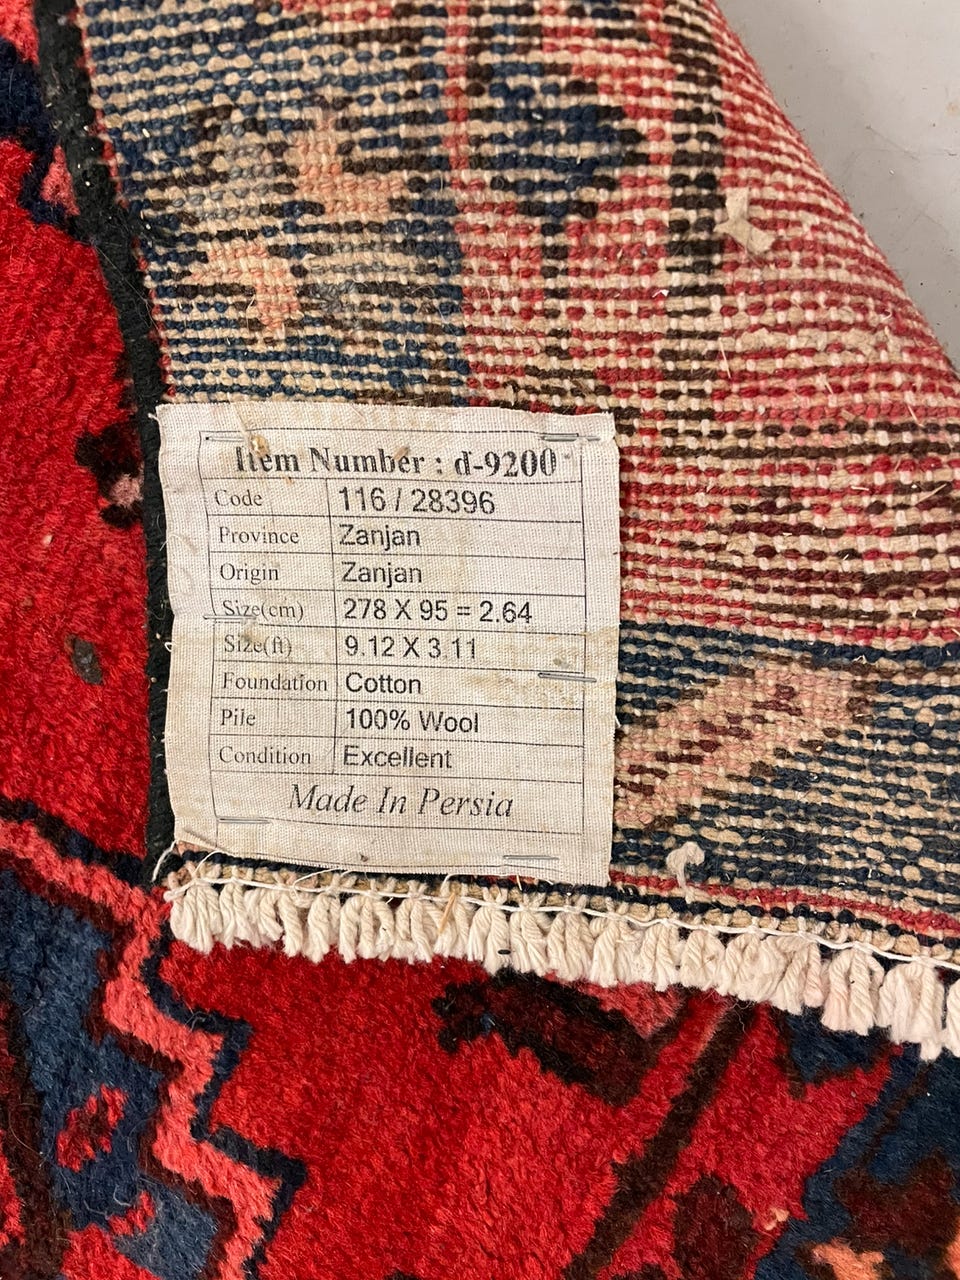 Item Number : d-9200
Code 116 / 28396
Province Zanjan
Origin Zanjan
Size(cm) 278 X 95 = 2.64
Size(ft) 9.12 X 3 11
Foundation Cotton
Pile 100% Wool
Condition Excellent
Made In Persia